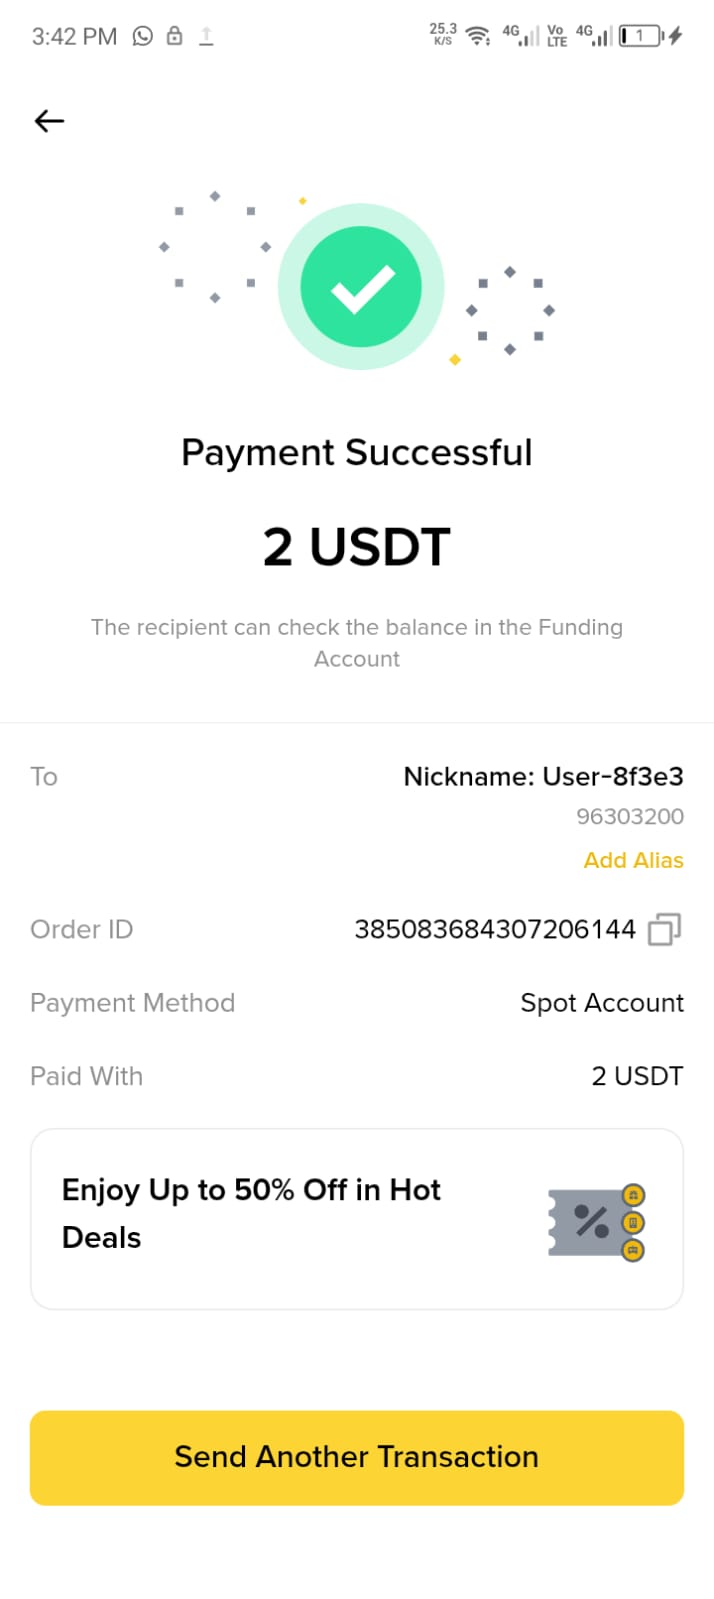 3:42 PM
25.3
K/S
4G
Vo
LTE
4G
1
Payment Successful
2 USDT
The recipient can check the balance in the Funding
Account
To
Nickname: User-8f3e3
96303200
Add Alias
Order ID
385083684307206144
Payment Method
Spot Account
Paid With
2 USDT
Enjoy Up to 50% Off in Hot
Deals
%
Send Another Transaction